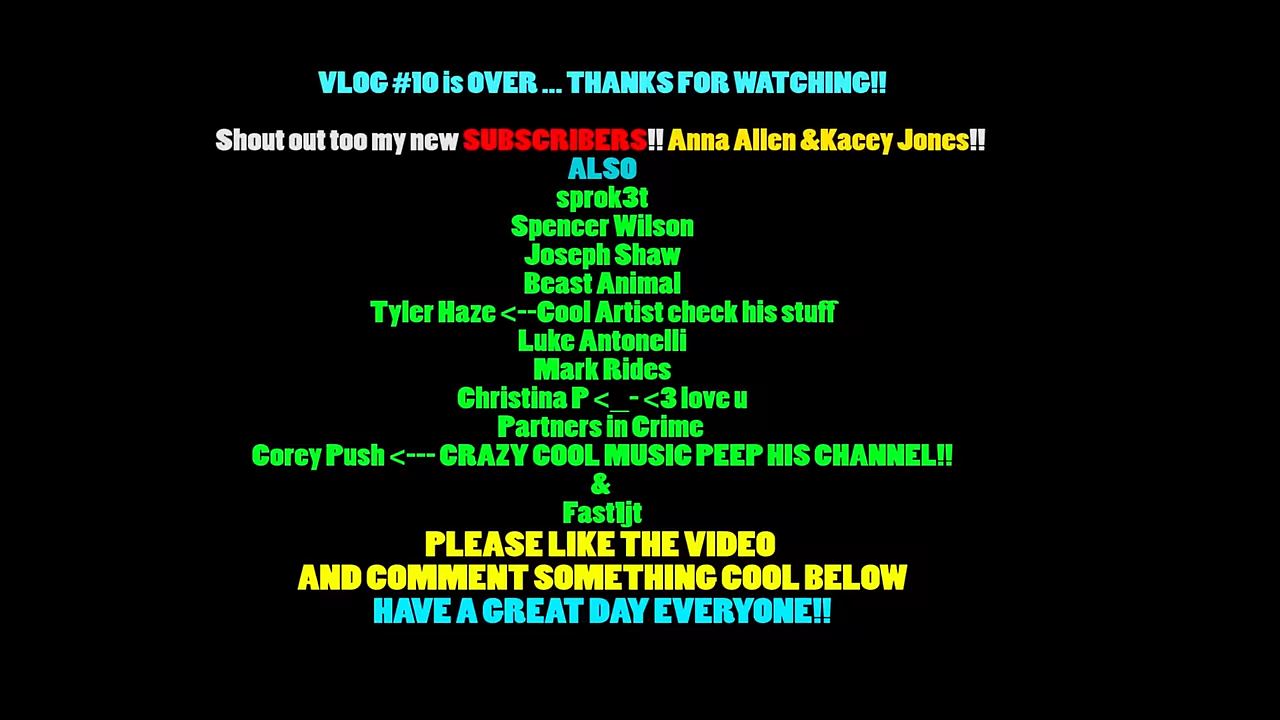 VLOG #10 is OVER ... THANKS FOR WATCHING!!
Shout out too my new SUBSCRIBERS!! Anna Allen &Kacey Jones!!
ALSO
sprok3t
Spencer Wilson
Joseph Shaw
Beast Animal
Tyler Haze <--Cool Artist check his stuff
Luke Antonelli
Mark Rides
Christina P <_- <3 love u
Partners in Crime
Corey Push <--- CRAZY COOL MUSIC PEEP HIS CHANNEL!!
&
Fast1jt
PLEASE LIKE THE VIDEO
AND COMMENT SOMETHING COOL BELOW
HAVE A GREAT DAY EVERYONE!!